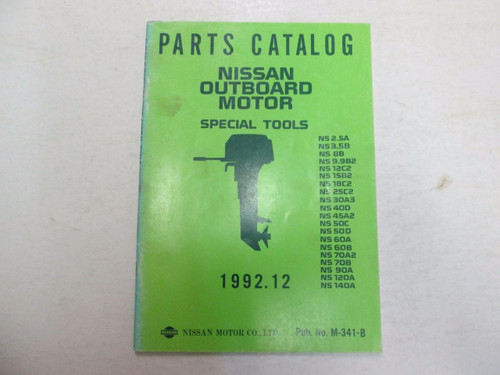 PARTS CATALOG
NISSAN
OUTBOARD
MOTOR
SPECIAL TOOLS
NS 2.5A
NS 3.5B
NS 8B
NS 9.9B2
NS 12C2
NS 15B2
NS 18C2
NS 25C2
NS 30A3
NS 40D
NS 45A2
NS 50C
NS 50D
NS 60A
NS 60B
NS 70A2
NS 70B
NS 90A
NS 120A
NS 140A
1992.12
NISSAN MOTOR CO., LTD.
Pub. No. M-341-B